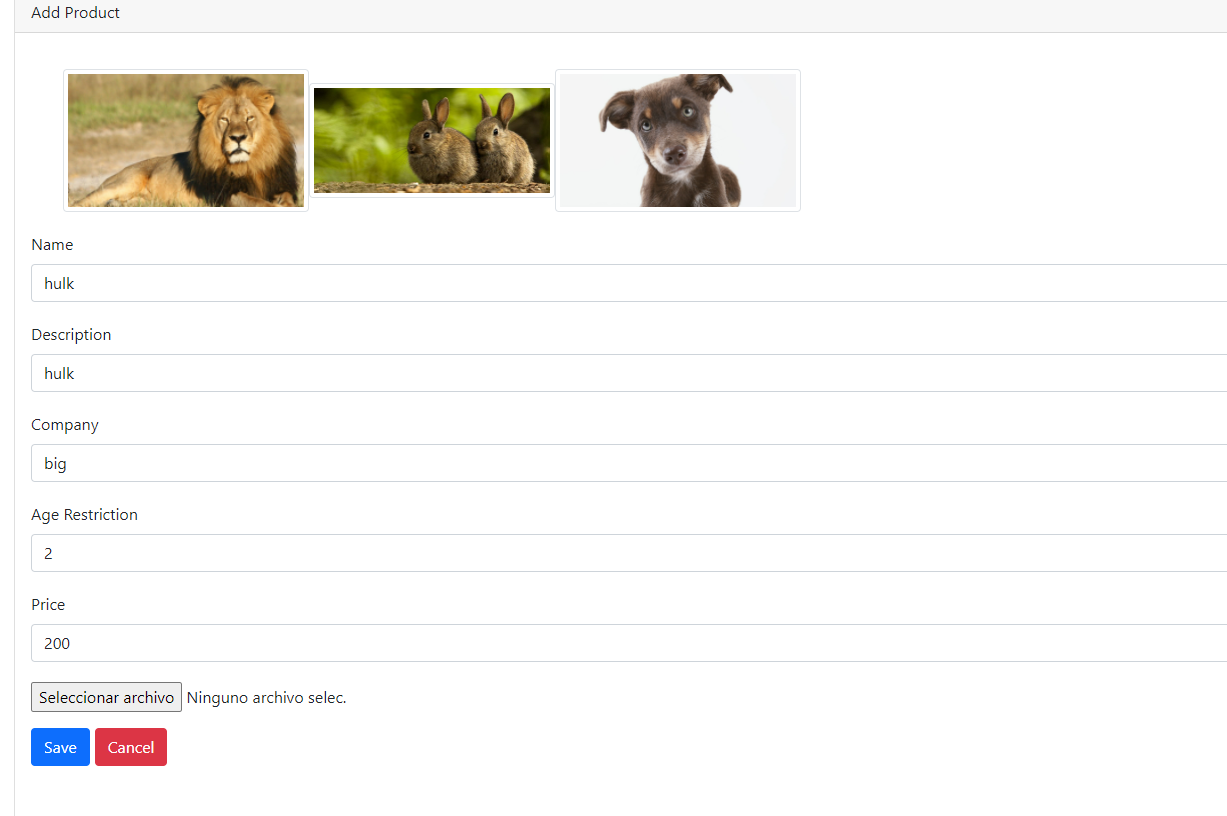 Add Product
Name
hulk
Description
hulk
Company
big
Age Restriction
2
Price
200
Seleccionar archivo Ninguno archivo selec.
Save Cancel